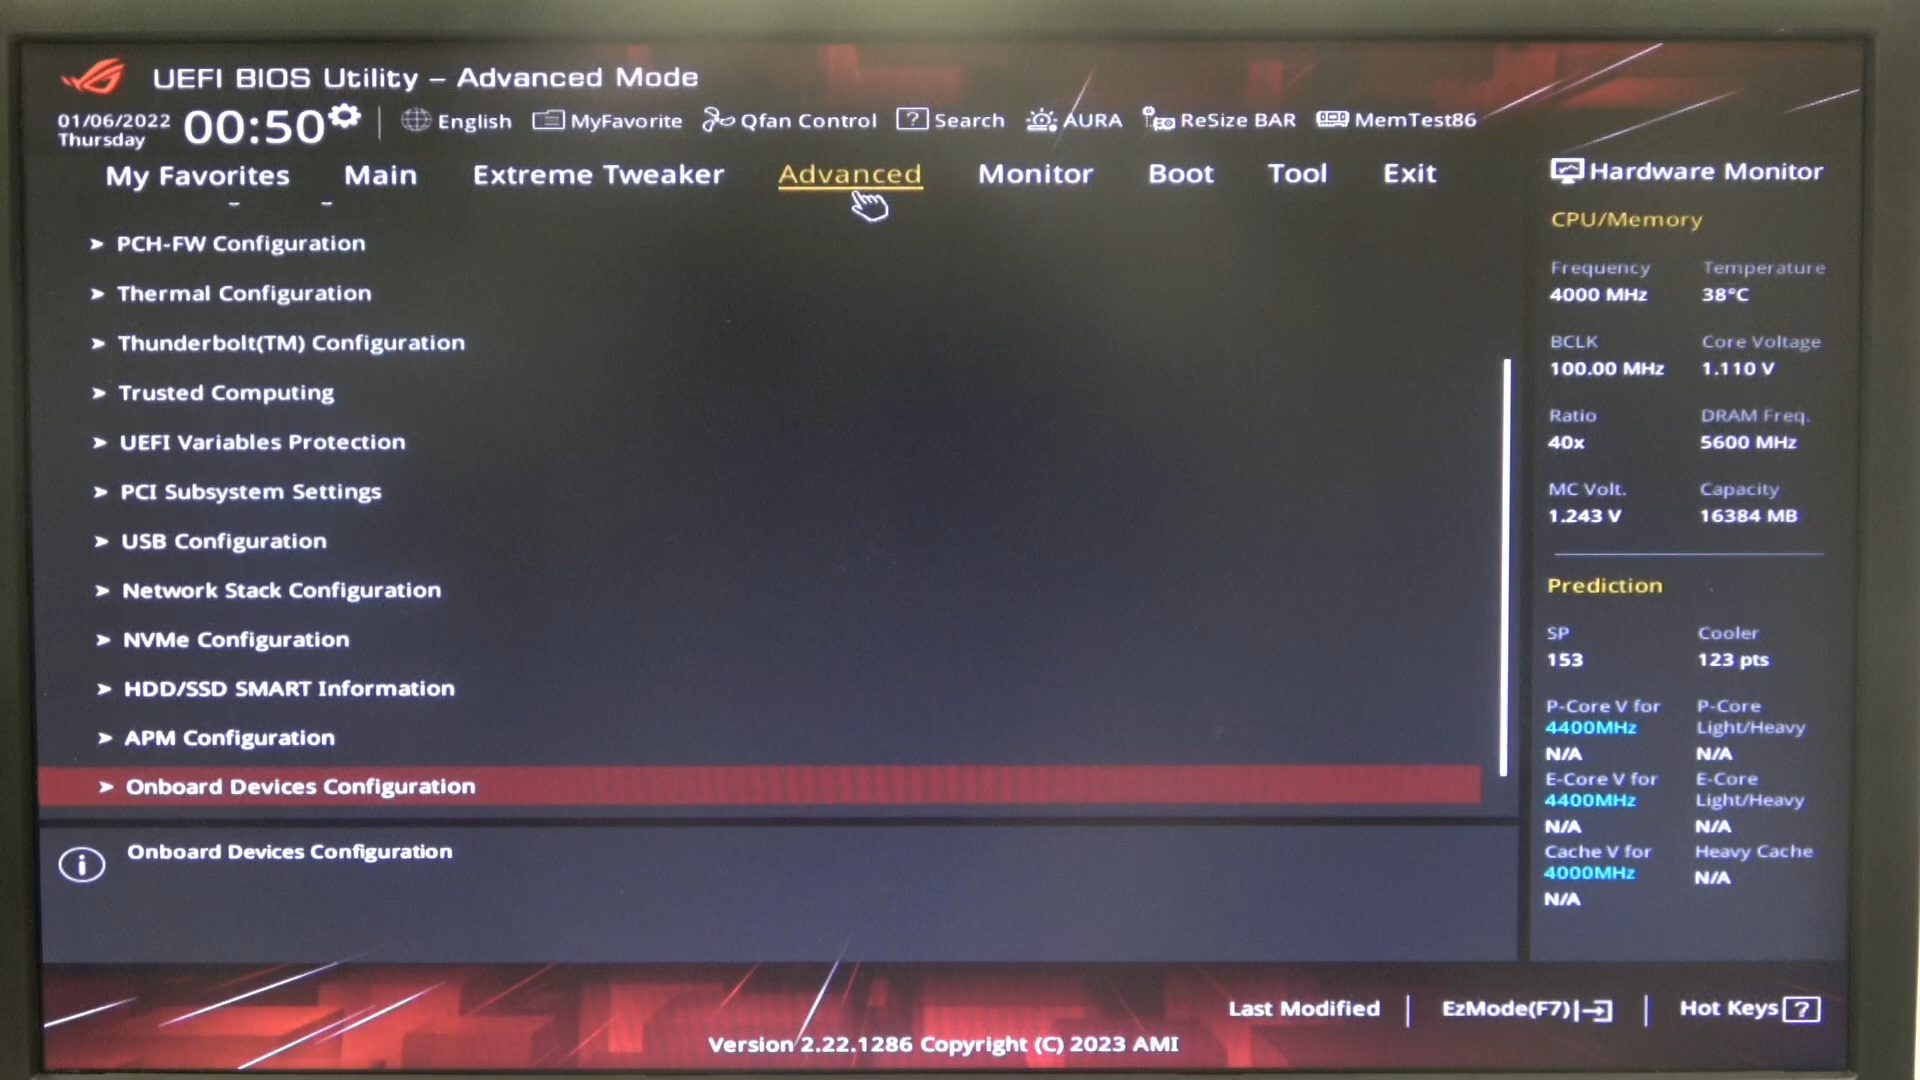 UEFI BIOS Utility – Advanced Mode
01/06/2022
Thursday
00:50
English
MyFavorite
Qfan Control
? Search
AURA
ReSize BAR
MemTest86
My Favorites
Main
Extreme Tweaker
Advanced
Monitor
Boot
Tool
Exit
PCH-FW Configuration
Thermal Configuration
Thunderbolt(TM) Configuration
Trusted Computing
UEFI Variables Protection
PCI Subsystem Settings
USB Configuration
Network Stack Configuration
NVMe Configuration
HDD/SSD SMART Information
APM Configuration
Onboard Devices Configuration
i Onboard Devices Configuration
Hardware Monitor
CPU/Memory
Frequency Temperature
4000 MHz 38°C
BCLK Core Voltage
100.00 MHz 1.110 V
Ratio DRAM Freq.
40x 5600 MHz
MC Volt. Capacity
1.243 V 16384 MB
Prediction
SP Cooler
153 123 pts
P-Core V for P-Core
4400MHz Light/Heavy
N/A N/A
E-Core V for E-Core
4400MHz Light/Heavy
N/A N/A
Cache V for Heavy Cache
4000MHz N/A
N/A
Last Modified
EzMode(F7)
Hot Keys ?
Version 2.22.1286 Copyright (C) 2023 AMI